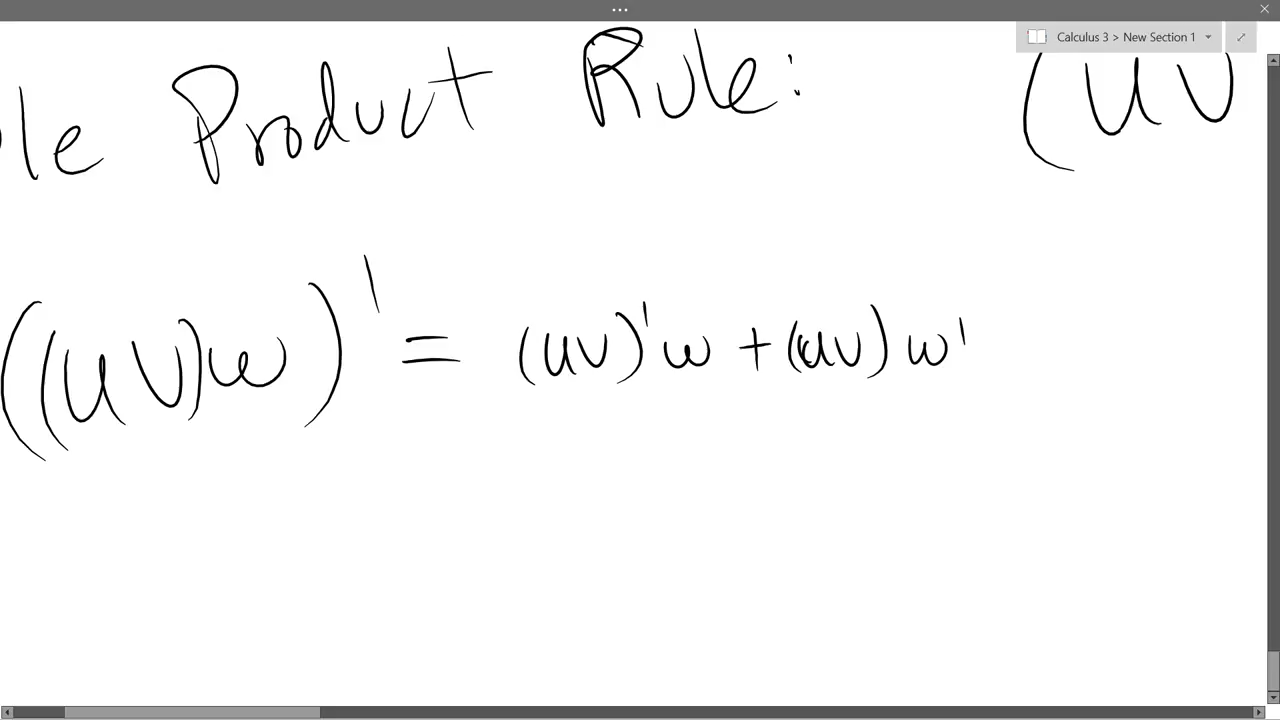 Calculus 3 > New Section 1
le Product Rule: (uv
((uv)w)' = (uv)'w + (uv)w'